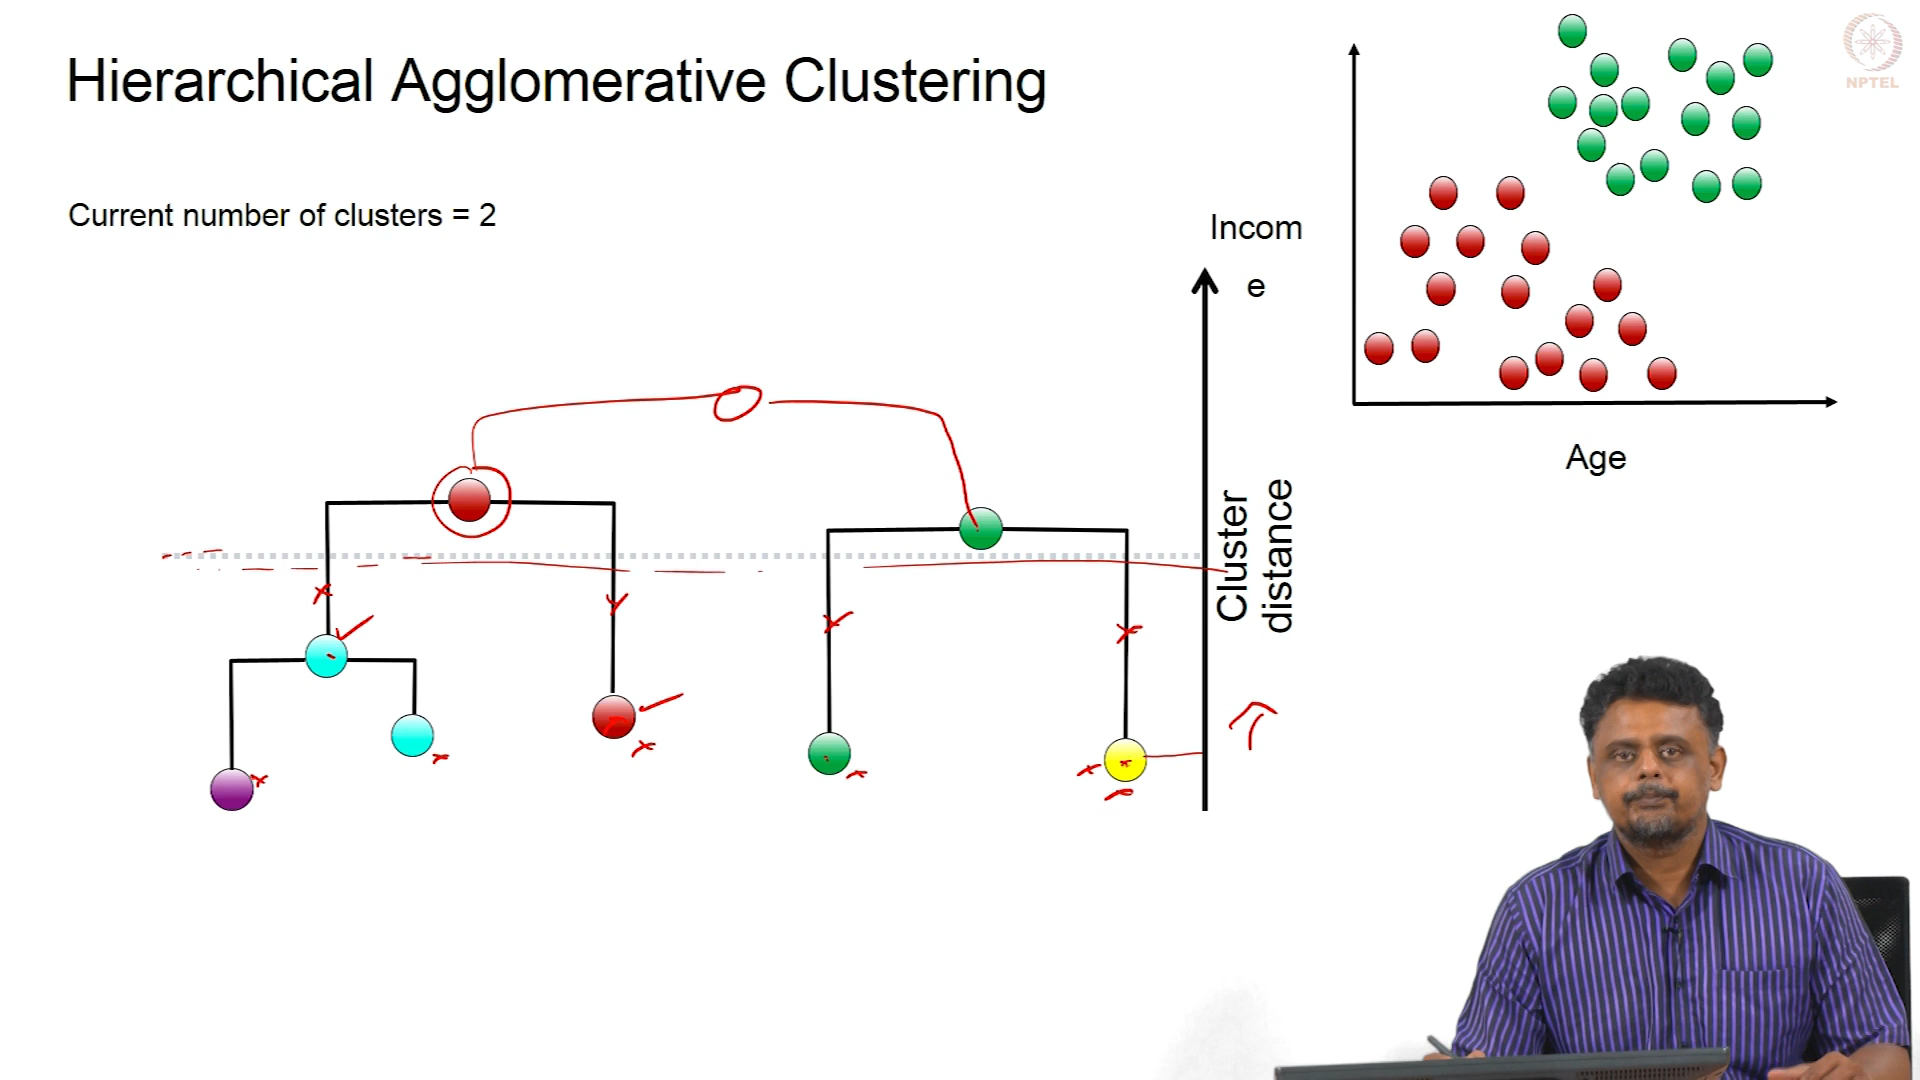 Hierarchical Agglomerative Clustering
NPTEL
Current number of clusters = 2
Incom
e
Age
Cluster
distance